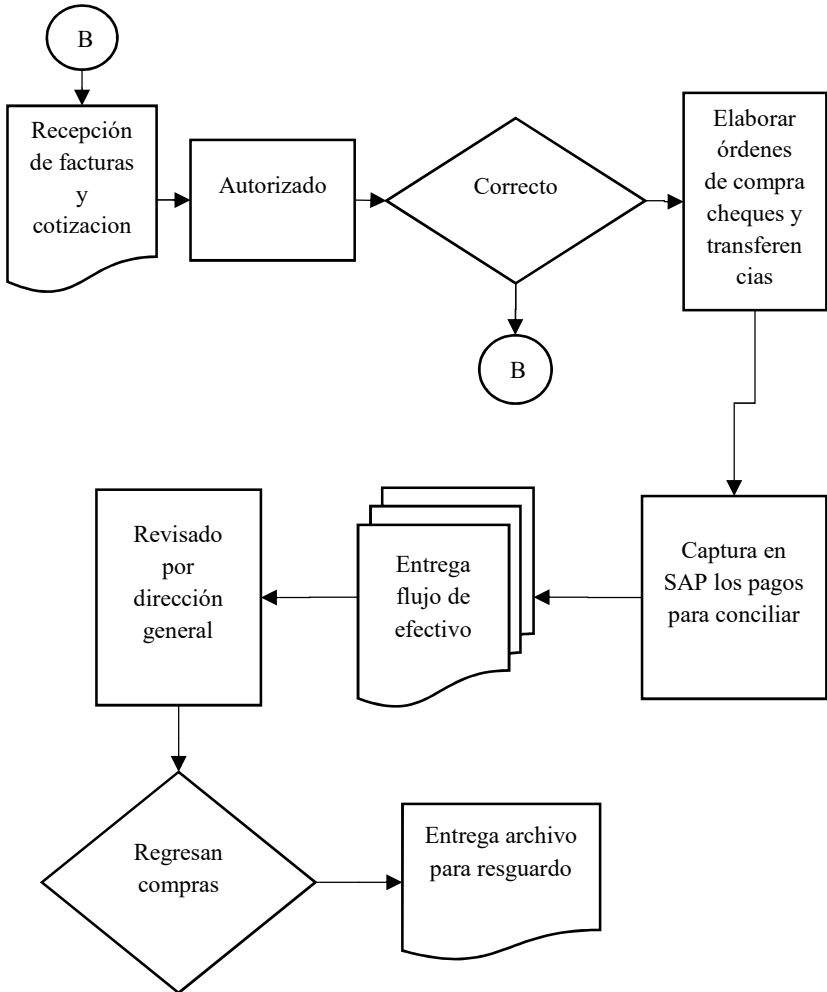 B
Recepción
de facturas
y
cotizacion
Autorizado
Correcto
Elaborar
órdenes
de compra
cheques y
transferen
cias
B
Captura en
SAP los pagos
para conciliar
Entrega
flujo de
efectivo
Revisado
por
dirección
general
Regresan
compras
Entrega archivo
para resguardo